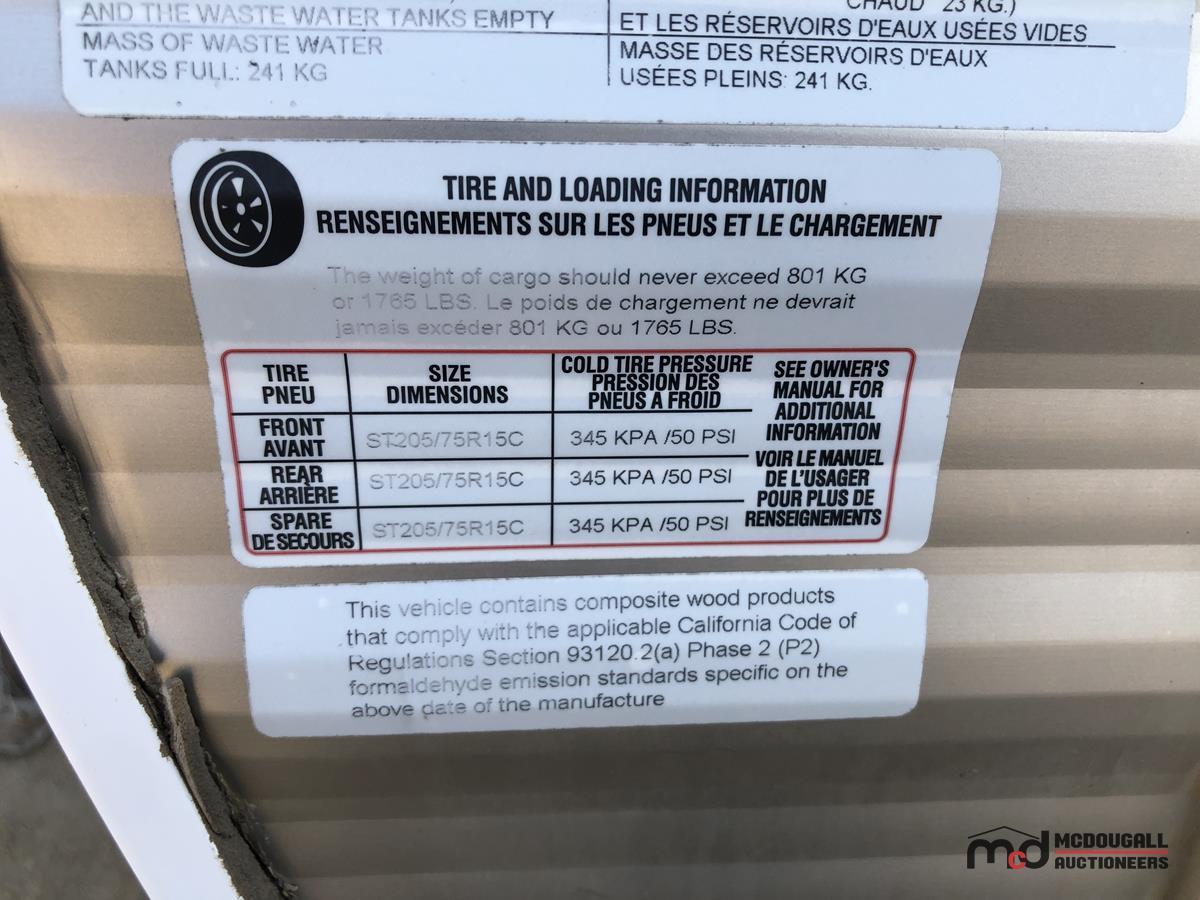 AND THE WASTE WATER TANKS EMPTY
MASS OF WASTE WATER
TANKS FULL: 241 KG
CHAUD 23 KG.)
ET LES RÉSERVOIRS D'EAUX USÉES VIDES
MASSE DES RÉSERVOIRS D'EAUX
USÉES PLEINS: 241 KG.
TIRE AND LOADING INFORMATION
RENSEIGNEMENTS SUR LES PNEUS ET LE CHARGEMENT
The weight of cargo should never exceed 801 KG
or 1765 LBS. Le poids de chargement ne devrait
jamais excéder 801 KG ou 1765 LBS.
TIRE
PNEU
SIZE
DIMENSIONS
COLD TIRE PRESSURE
PRESSION DES
PNEUS A FROID
SEE OWNER'S
MANUAL FOR
ADDITIONAL
INFORMATION
VOIR LE MANUEL
DE L'USAGER
POUR PLUS DE
RENSEIGNEMENTS
FRONT
AVANT
ST205/75R15C
345 KPA /50 PSI
REAR
ARRIÈRE
ST205/75R15C
345 KPA /50 PSI
SPARE
DE SECOURS
ST205/75R15C
345 KPA /50 PSI
This vehicle contains composite wood products
that comply with the applicable California Code of
Regulations Section 93120.2(a) Phase 2 (P2)
formaldehyde emission standards specific on the
above date of the manufacture
mcd MCDOUGALL
AUCTIONEERS